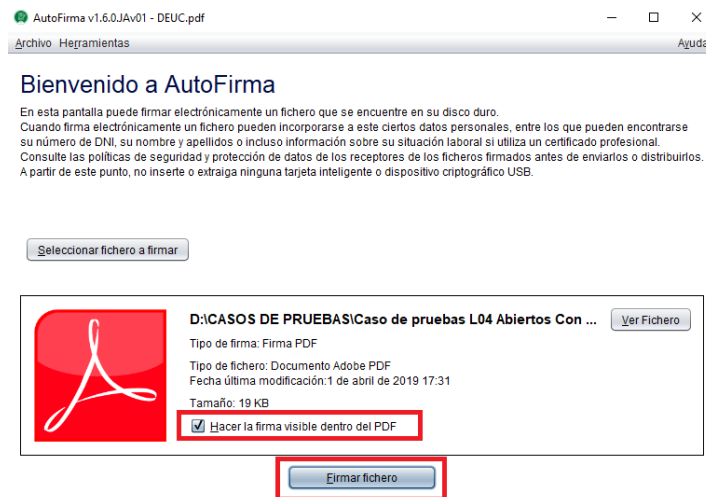 AutoFirma v1.6.0.JAv01 - DEUC.pdf
Archivo Herramientas Ayuda
Bienvenido a AutoFirma
En esta pantalla puede firmar electrónicamente un fichero que se encuentre en su disco duro.
Cuando firma electrónicamente un fichero pueden incorporarse a este ciertos datos personales, entre los que pueden encontrarse
su número de DNI, su nombre y apellidos o incluso información sobre su situación laboral si utiliza un certificado profesional.
Consulte las políticas de seguridad y protección de datos de los receptores de los ficheros firmados antes de enviarlos o distribuirlos.
A partir de este punto, no inserte o extraiga ninguna tarjeta inteligente o dispositivo criptográfico USB.
Seleccionar fichero a firmar
D:\CASOS DE PRUEBAS\Caso de pruebas L04 Abiertos Con ...
Ver Fichero
Tipo de firma: Firma PDF
Tipo de fichero: Documento Adobe PDF
Fecha última modificación:1 de abril de 2019 17:31
Tamaño: 19 KB
Hacer la firma visible dentro del PDF
Firmar fichero